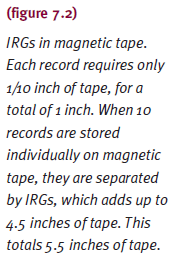 (figure 7.2)
IRGs in magnetic tape.
Each record requires only
1/10 inch of tape, for a
total of 1 inch. When 10
records are stored
individually on magnetic
tape, they are separated
by IRGs, which adds up to
4.5 inches of tape. This
totals 5.5 inches of tape.